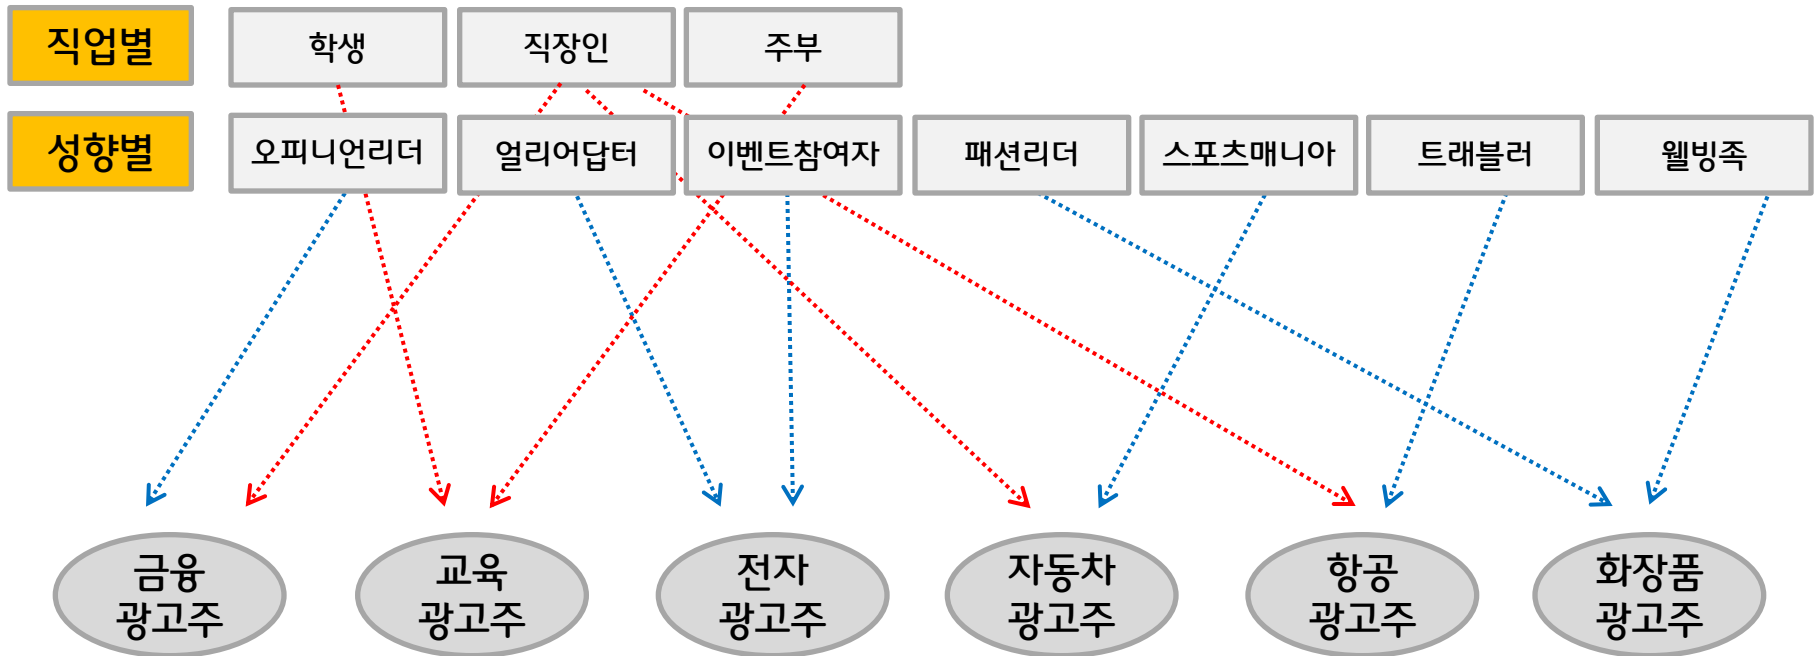 직업별
학생
직장인
주부
성향별
오피니언리더
얼리어답터
이벤트참여자
패션리더
스포츠매니아
트래블러
웰빙족
금융
광고주
교육
광고주
전자
광고주
자동차
광고주
항공
광고주
화장품
광고주